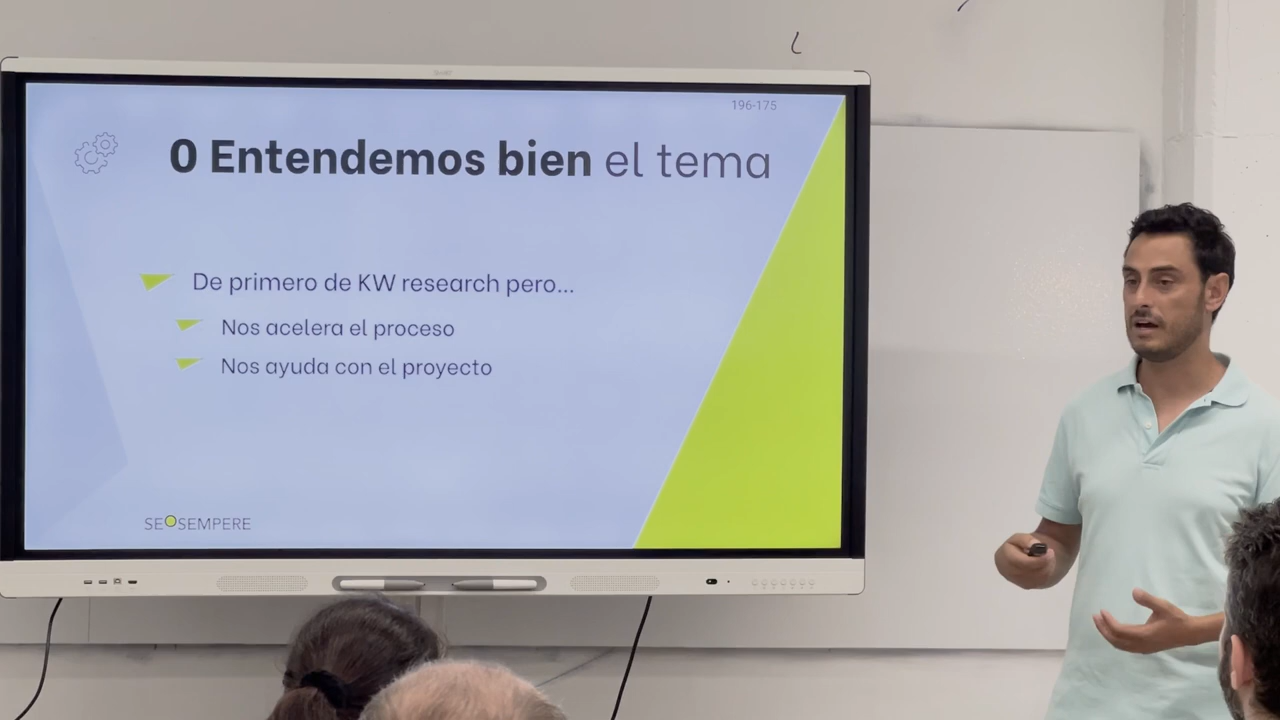 196-175
0 Entendemos bien el tema
De primero de KW research pero...
Nos acelera el proceso
Nos ayuda con el proyecto
SEOSEMPERE